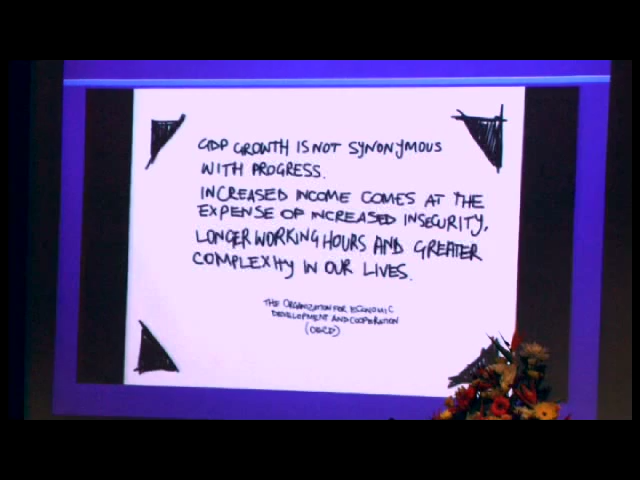 GDP GROWTH IS NOT SYNONYMOUS
WITH PROGRESS.
INCREASED INCOME COMES AT THE
EXPENSE OF INCREASED INSECURITY,
LONGER WORKING HOURS AND GREATER
COMPLEXITY IN OUR LIVES.
THE ORGANIZATION FOR ECONOMIC
DEVELOPMENT AND COOPERATION
(OECD)